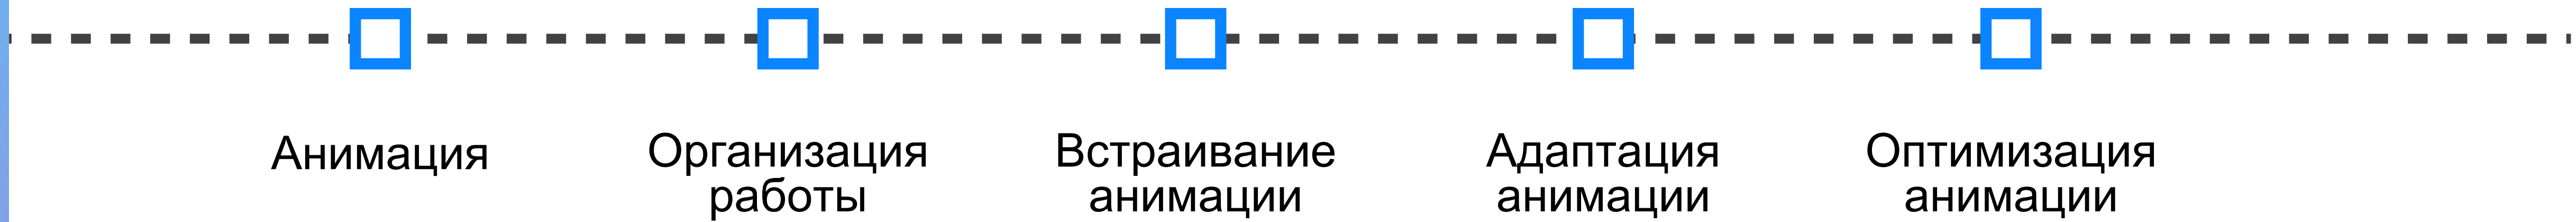 Анимация
Организация
работы
Встраивание
анимации
Адаптация
анимации
Оптимизация
анимации